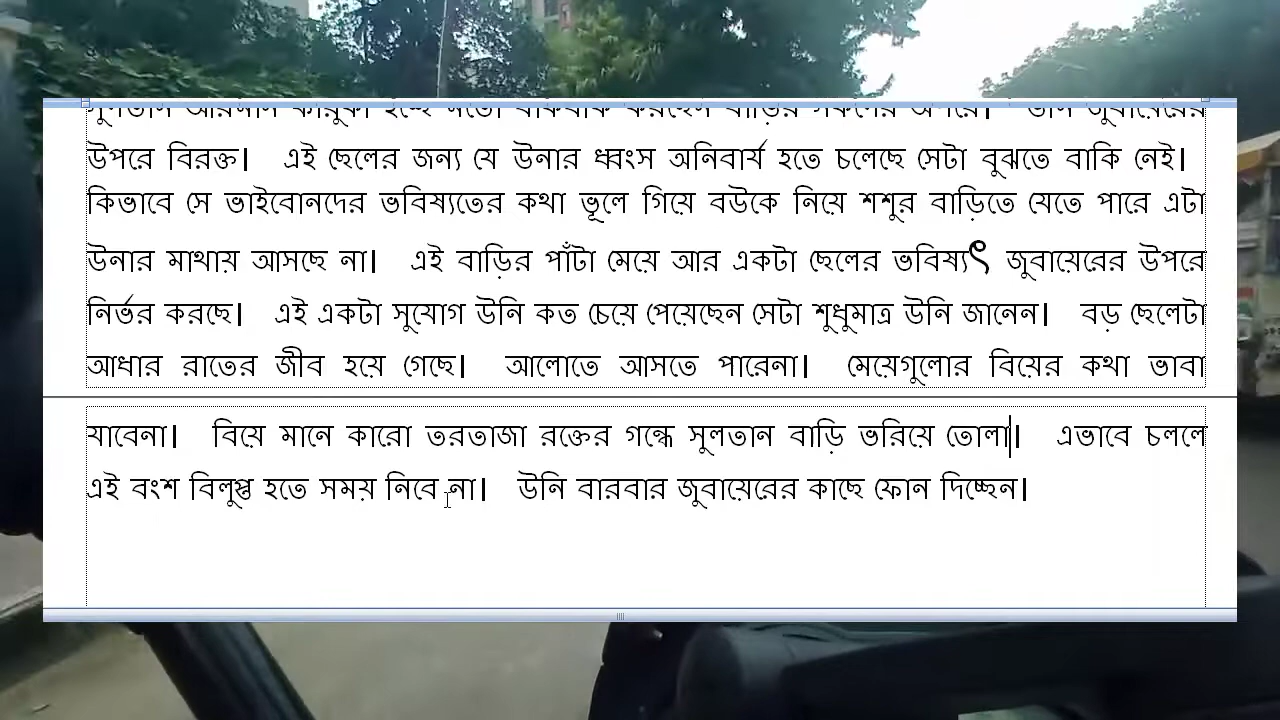 উপরে বিরক্ত। এই ছেলের জন্য যে উনার ধ্বংস অনিবার্য হতে চলেছে সেটা বুঝতে বাকি নেই।
কিভাবে সে ভাইবোনদের ভবিষ্যতের কথা ভূলে গিয়ে বউকে নিয়ে শশুর বাড়িতে যেতে পারে এটা
উনার মাথায় আসছে না। এই বাড়ির পাঁটা মেয়ে আর একটা ছেলের ভবিষ্যৎ জুবায়েরের উপরে
নির্ভর করছে। এই একটা সুযোগ উনি কত চেয়ে পেয়েছেন সেটা শুধুমাত্র উনি জানেন। বড় ছেলেটা
আধার রাতের জীব হয়ে গেছে। আলোতে আসতে পারেনা। মেয়েগুলোর বিয়ের কথা ভাবা
যাবেনা। বিয়ে মানে কারো তরতাজা রক্তের গন্ধে সুলতান বাড়ি ভরিয়ে তোলা। এভাবে চললে
এই বংশ বিলুপ্ত হতে সময় নিবে না। উনি বারবার জুবায়েরের কাছে ফোন দিচ্ছেন।